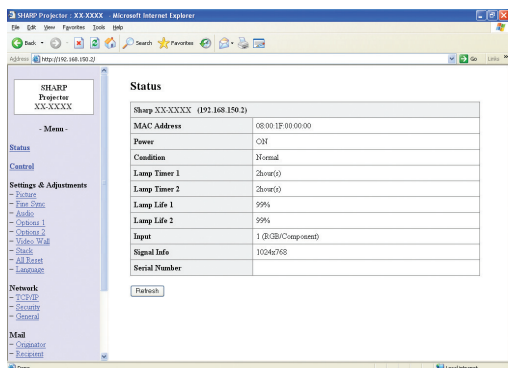 SHARP Projector : XX-XXXX - Microsoft Internet Explorer
File Edit View Favorites Tools Help
Back Search Favorites
Address http://192.168.150.2/ Go Links »
SHARP
Projector
XX-XXXX
- Menu -
Status
Control
Settings & Adjustments
– Picture
– Fine Sync
– Audio
– Options 1
– Options 2
– Video Wall
– Stack
– All Reset
– Language
Network
– TCP/IP
– Security
– General
Mail
– Originator
– Recipient
Status
Sharp XX-XXXX (192.168.150.2)
MAC Address 08:00:1F:00:00:00
Power ON
Condition Normal
Lamp Timer 1 2hour(s)
Lamp Timer 2 2hour(s)
Lamp Life 1 99%
Lamp Life 2 99%
Input 1 (RGB/Component)
Signal Info 1024x768
Serial Number
Refresh